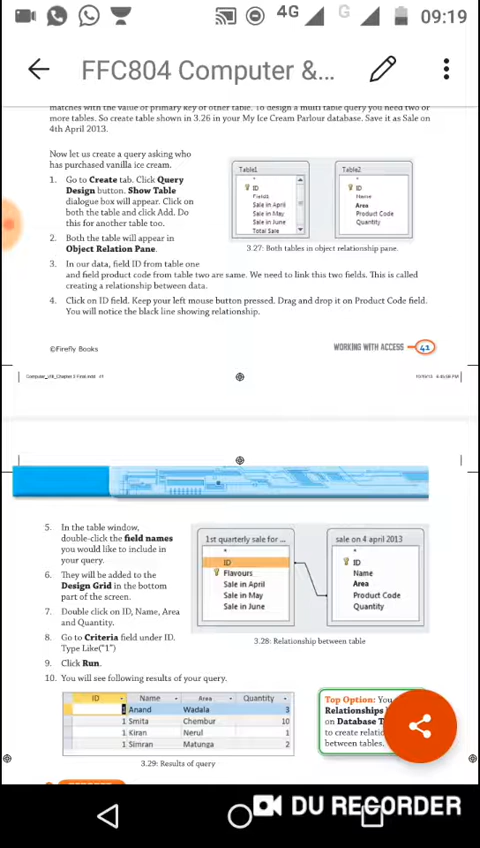 4G
G
09:19
FFC804 Computer &...
matches with the value of primary key of other table. To design a multi table query you need two or
more tables. So create table shown in 3.26 in your My Ice Cream Parlour database. Save it as Sale on
4th April 2013.
Now let us create a query asking who
has purchased vanilla ice cream.
1. Go to Create tab. Click Query
Design button. Show Table
dialogue box will appear. Click on
both the table and click Add. Do
this for another table too.
2. Both the table will appear in
Object Relation Pane.
Table1
*
ID
Sale in April
Sale in May
Sale in June
Total Sale
Table2
*
ID
Name
Area
Product Code
Quantity
3.27: Both tables in object relationship pane.
3. In our data, field ID from table one
and field product code from table two are same. We need to link this two fields. This is called
creating a relationship between data.
4. Click on ID field. Keep your left mouse button pressed. Drag and drop it on Product Code field.
You will notice the black line showing relationship.
©Firefly Books
WORKING WITH ACCESS 41
5. In the table window,
double-click the field names
you would like to include in
your query.
6. They will be added to the
Design Grid in the bottom
part of the screen.
7. Double click on ID, Name, Area
and Quantity.
8. Go to Criteria field under ID.
Type Like("1")
9. Click Run.
10. You will see following results of your query.
1st quarterly sale for ...
*
ID
Flavours
Sale in April
Sale in May
Sale in June
sale on 4 april 2013
*
ID
Name
Area
Product Code
Quantity
3.28: Relationship between table
ID Name Area Quantity
1 Anand Wadala 3
1 Smita Chembur 10
1 Kiran Nerul 1
1 Simran Matunga 2
3.29: Results of query
Top Option: You
Relationships
on Database T
to create relatio
between tables.
DU RECORDER